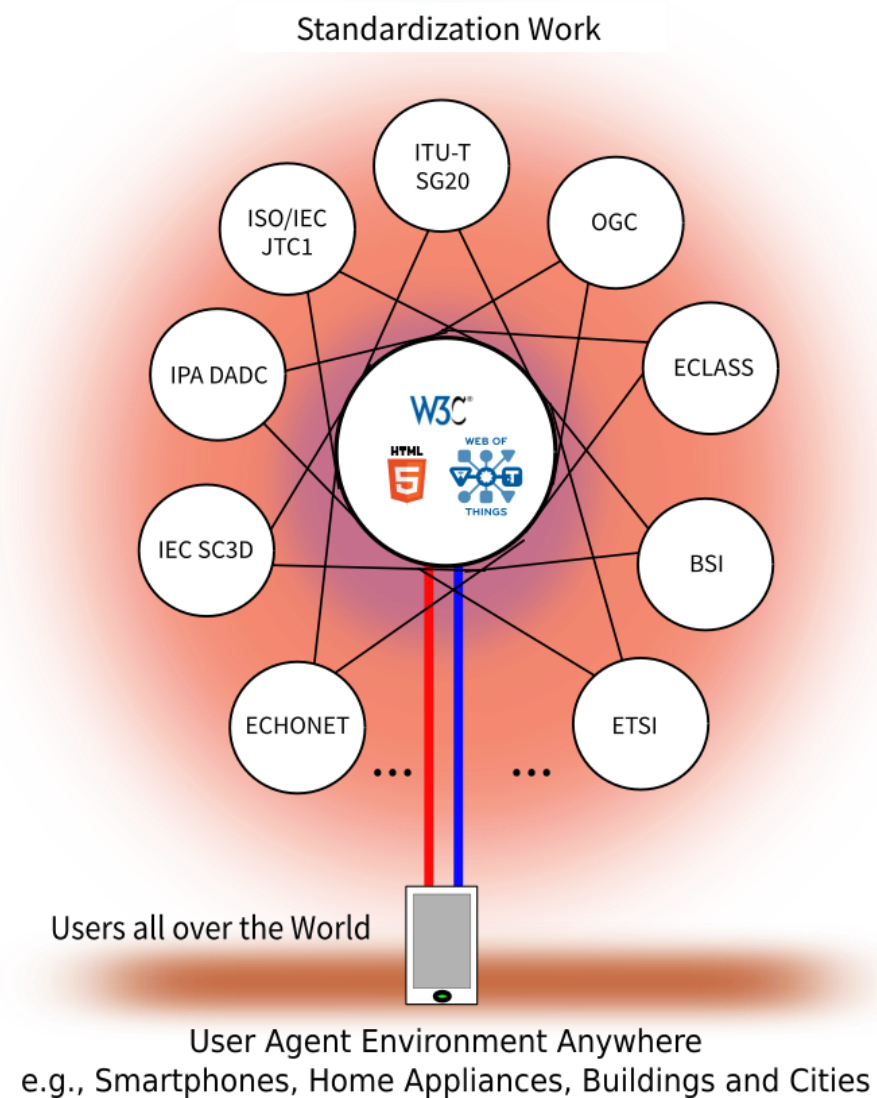 Standardization Work
ITU-T
SG20
ISO/IEC
JTC1
OGC
IPA DADC
ECLASS
W3C®
HTML
5
WEB OF
W T
THINGS
IEC SC3D
BSI
ECHONET
ETSI
... ...
Users all over the World
User Agent Environment Anywhere
e.g., Smartphones, Home Appliances, Buildings and Cities